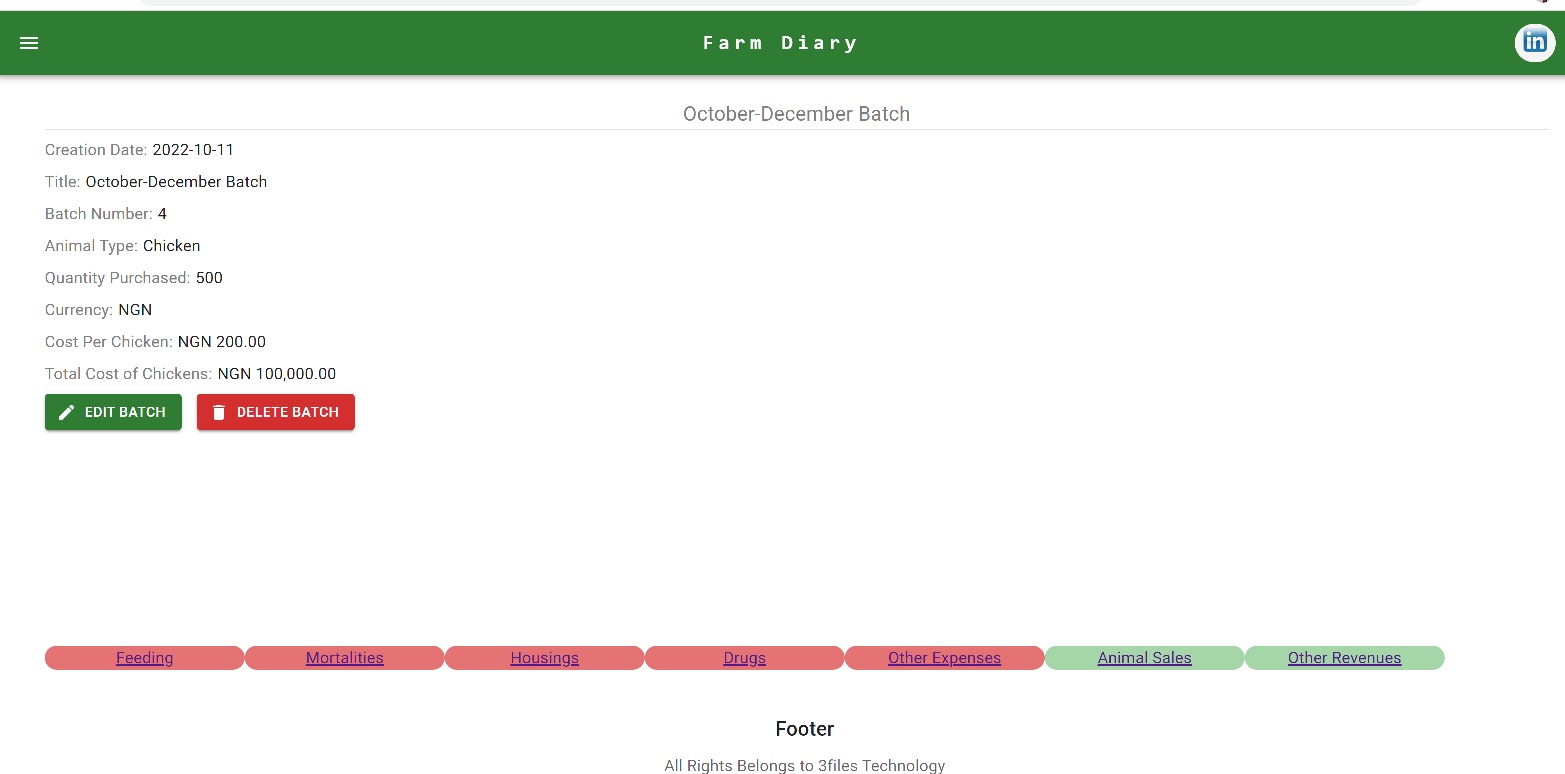 Farm Diary
in
October-December Batch
Creation Date: 2022-10-11
Title: October-December Batch
Batch Number: 4
Animal Type: Chicken
Quantity Purchased: 500
Currency: NGN
Cost Per Chicken: NGN 200.00
Total Cost of Chickens: NGN 100,000.00
EDIT BATCH DELETE BATCH
Feeding Mortalities Housings Drugs Other Expenses Animal Sales Other Revenues
Footer
All Rights Belongs to 3files Technology